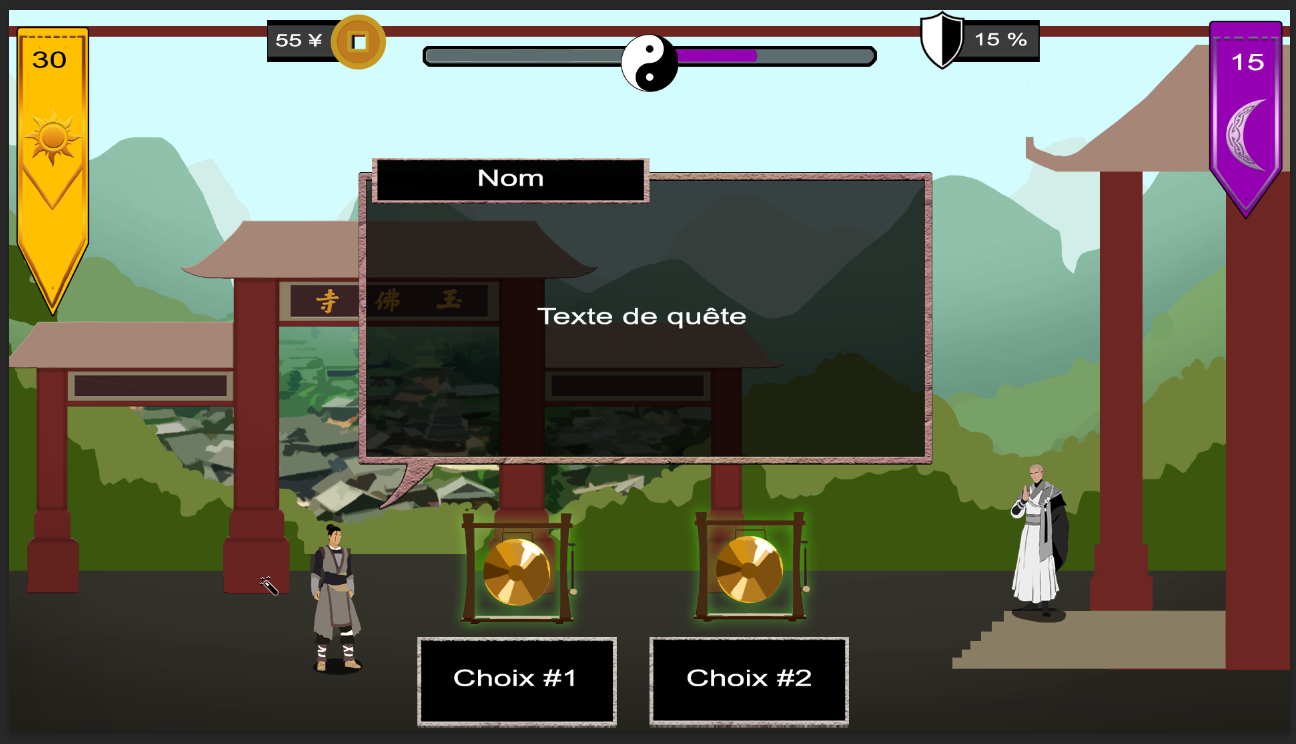 55 ¥
15 %
30
15
Nom
寺 佛 玉
Texte de quête
Choix #1
Choix #2